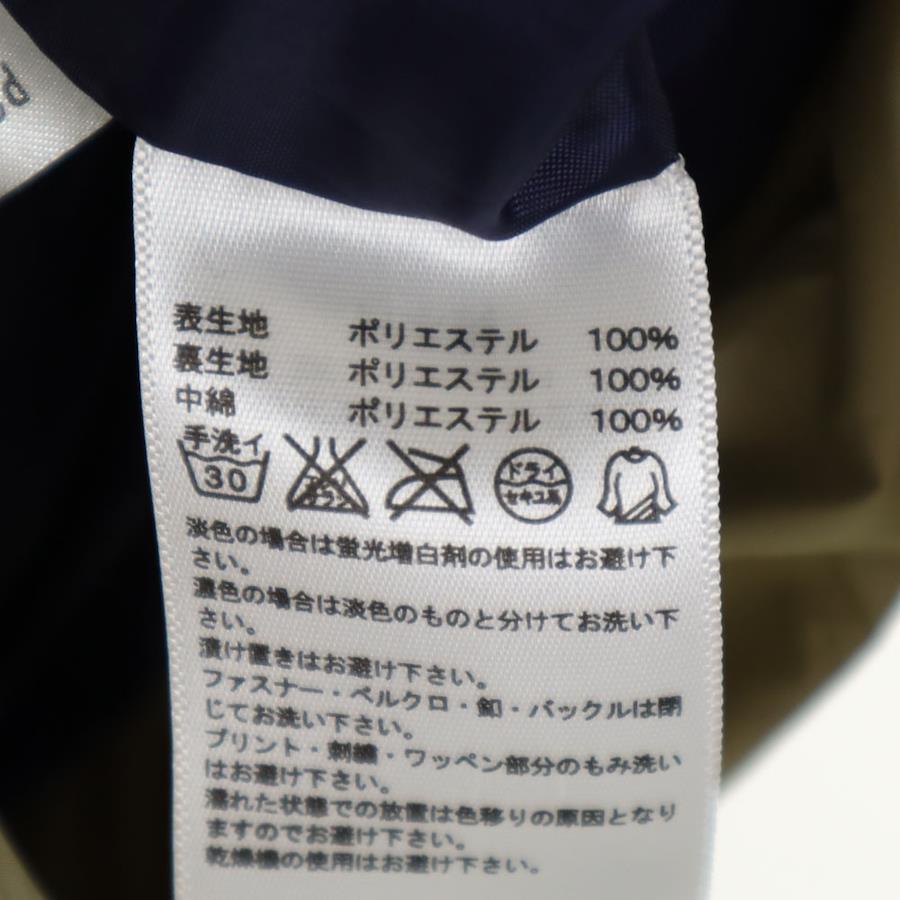 表生地 ポリエステル 100%
裏生地 ポリエステル 100%
中綿 ポリエステル 100%
手洗イ
30
エンソ
サラシ
ドライ
セキユ系
淡色の場合は蛍光増白剤の使用はお避け下
さい。
濃色の場合は淡色のものと分けてお洗い下
さい。
漬け置きはお避け下さい。
ファスナー・ベルクロ・釦・バックルは閉
じてお洗い下さい。
プリント・刺繍・ワッペン部分のもみ洗い
はお避け下さい。
濡れた状態での放置は色移りの原因となり
ますのでお避け下さい。
乾燥機の使用はお避け下さい。